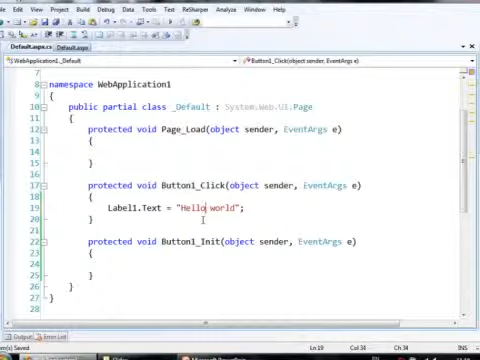 File Edit View Project Build Debug Data Tools Test ReSharper Analyze Window Help
Default.aspx.cs Default.aspx
WebApplication1._Default Button1_Click(object sender, EventArgs e)
7
8 namespace WebApplication1
9 {
10 public partial class _Default : System.Web.UI.Page
11 {
12 protected void Page_Load(object sender, EventArgs e)
13 {
14
15 }
16
17 protected void Button1_Click(object sender, EventArgs e)
18 {
19 Label1.Text = "Hello world";
20 }
21
22 protected void Button1_Init(object sender, EventArgs e)
23 {
24
25 }
26 }
27 }
28
Output Error List
Saved Ln 19 Col 34 INS